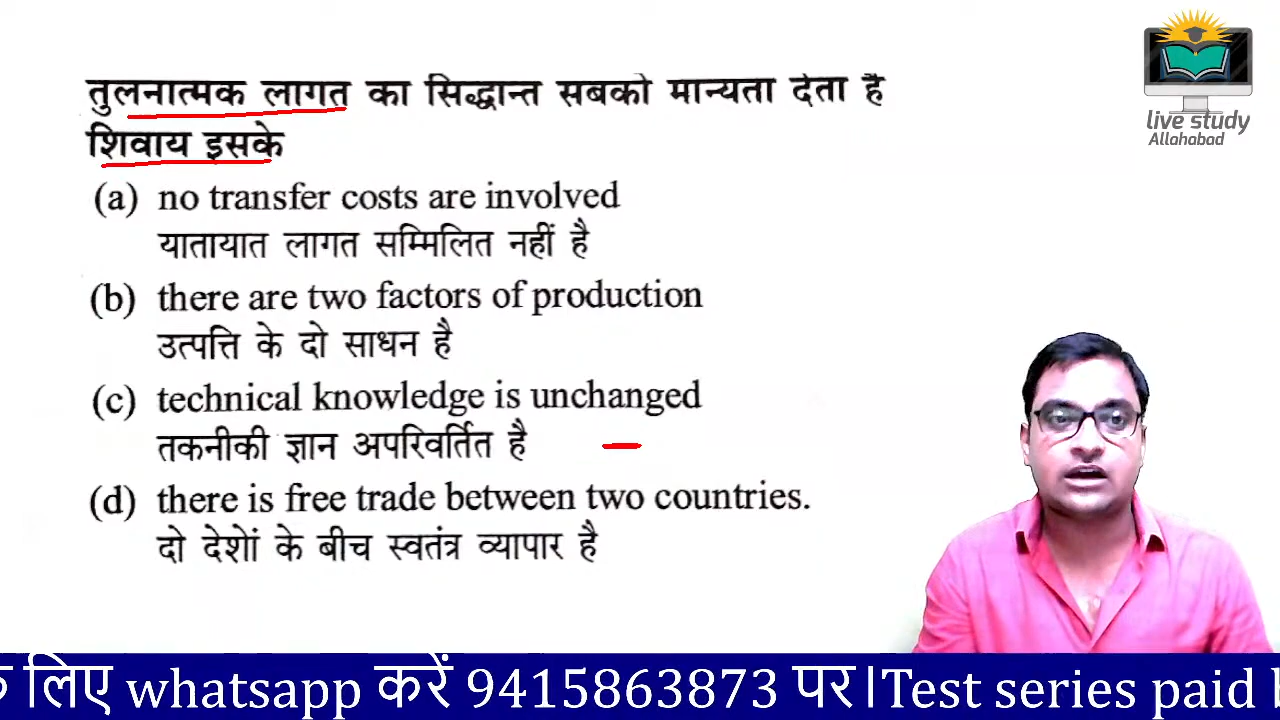 तुलनात्मक लागत का सिद्धान्त सबको मान्यता देता है
शिवाय इसके
(a) no transfer costs are involved
यातायात लागत सम्मिलित नहीं है
(b) there are two factors of production
उत्पत्ति के दो साधन है
(c) technical knowledge is unchanged
तकनीकी ज्ञान अपरिवर्तित है
(d) there is free trade between two countries.
दो देशों के बीच स्वतंत्र व्यापार है
live study
Allahabad
लिए whatsapp करें 9415863873 पर।Test series paid